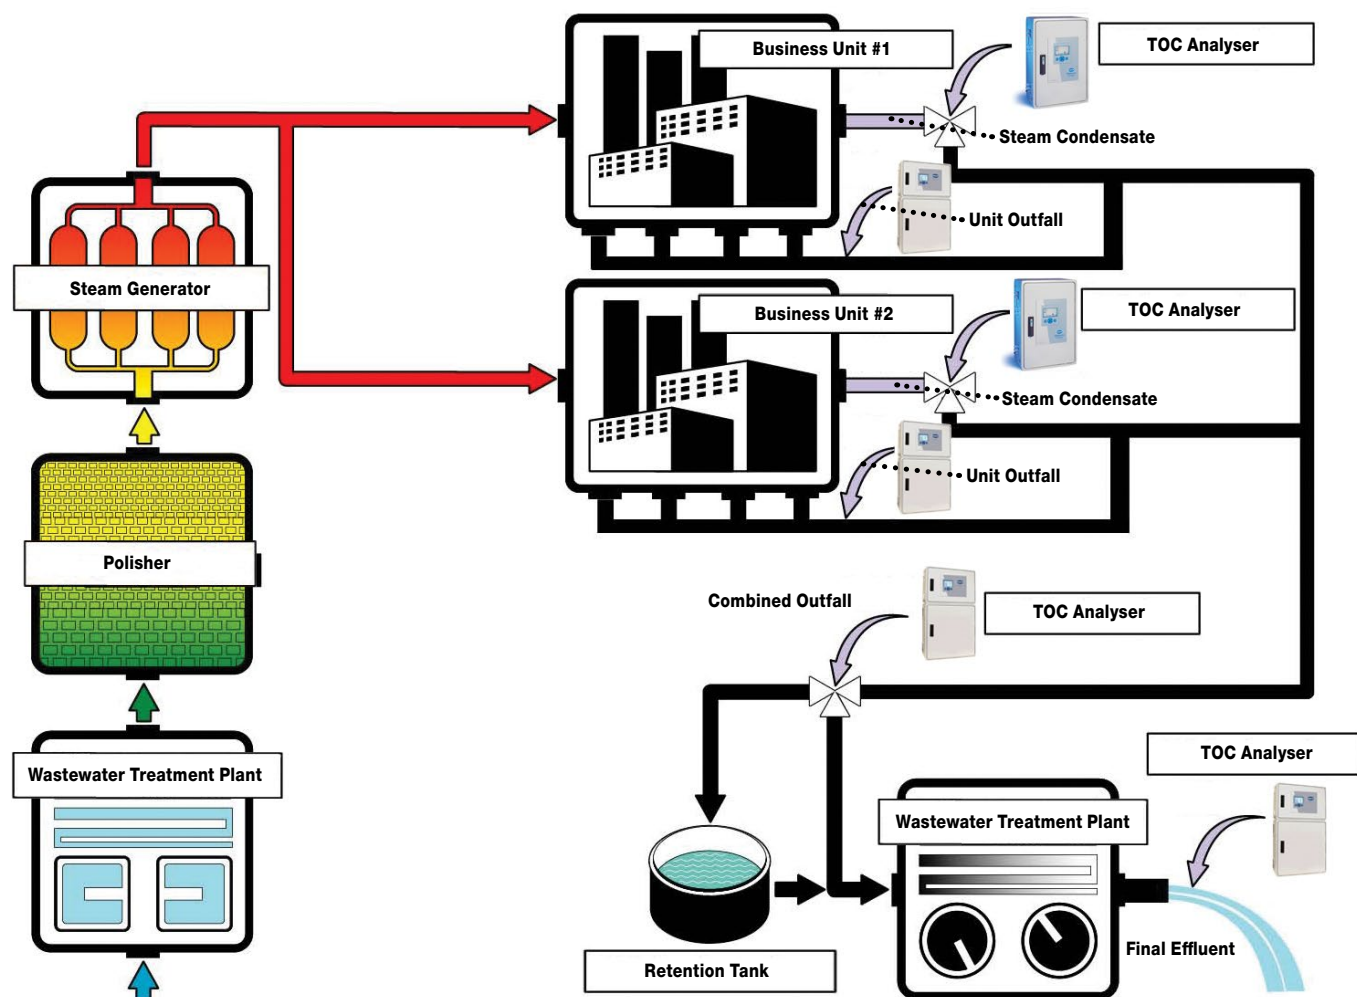 Business Unit #1
TOC Analyser
Steam Condensate
Unit Outfall
Steam Generator
Business Unit #2
TOC Analyser
Steam Condensate
Unit Outfall
Polisher
Combined Outfall
TOC Analyser
Wastewater Treatment Plant
TOC Analyser
Wastewater Treatment Plant
Final Effluent
Retention Tank